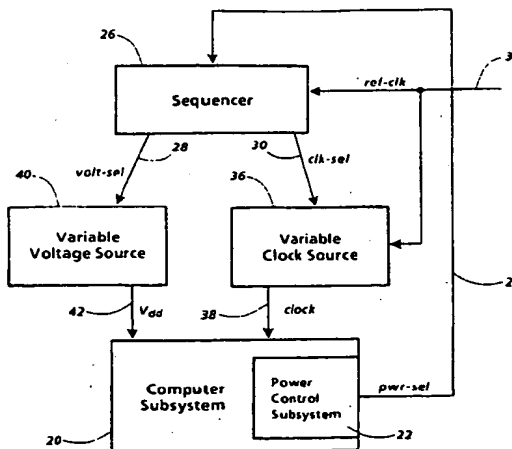 26
Sequencer
ref-clk
3
28
30
volt-sel
clk-sel
40
36
Variable
Voltage Source
Variable
Clock Source
42
V_dd
38
clock
2
Computer
Subsystem
Power
Control
Subsystem
pwr-sel
20
22